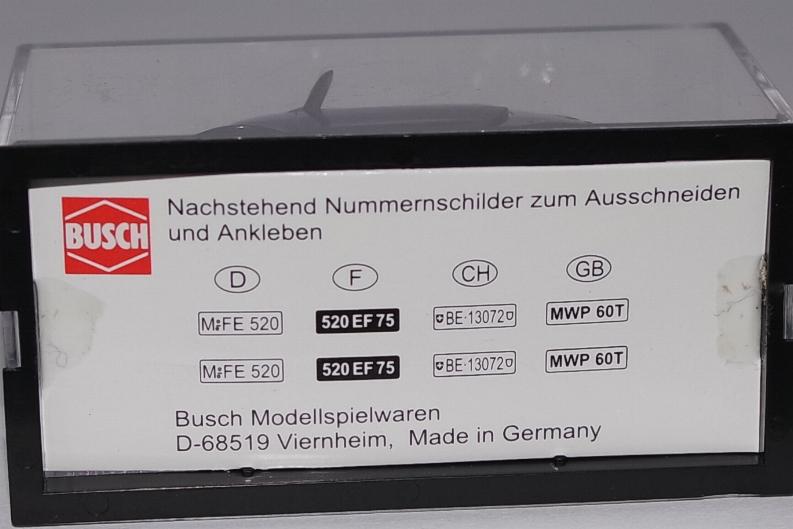 BUSCH
Nachstehend Nummernschilder zum Ausschneiden
und Ankleben
D F CH GB
M FE 520 520 EF 75 BE·13072 MWP 60T
M FE 520 520 EF 75 BE·13072 MWP 60T
Busch Modellspielwaren
D-68519 Viernheim, Made in Germany